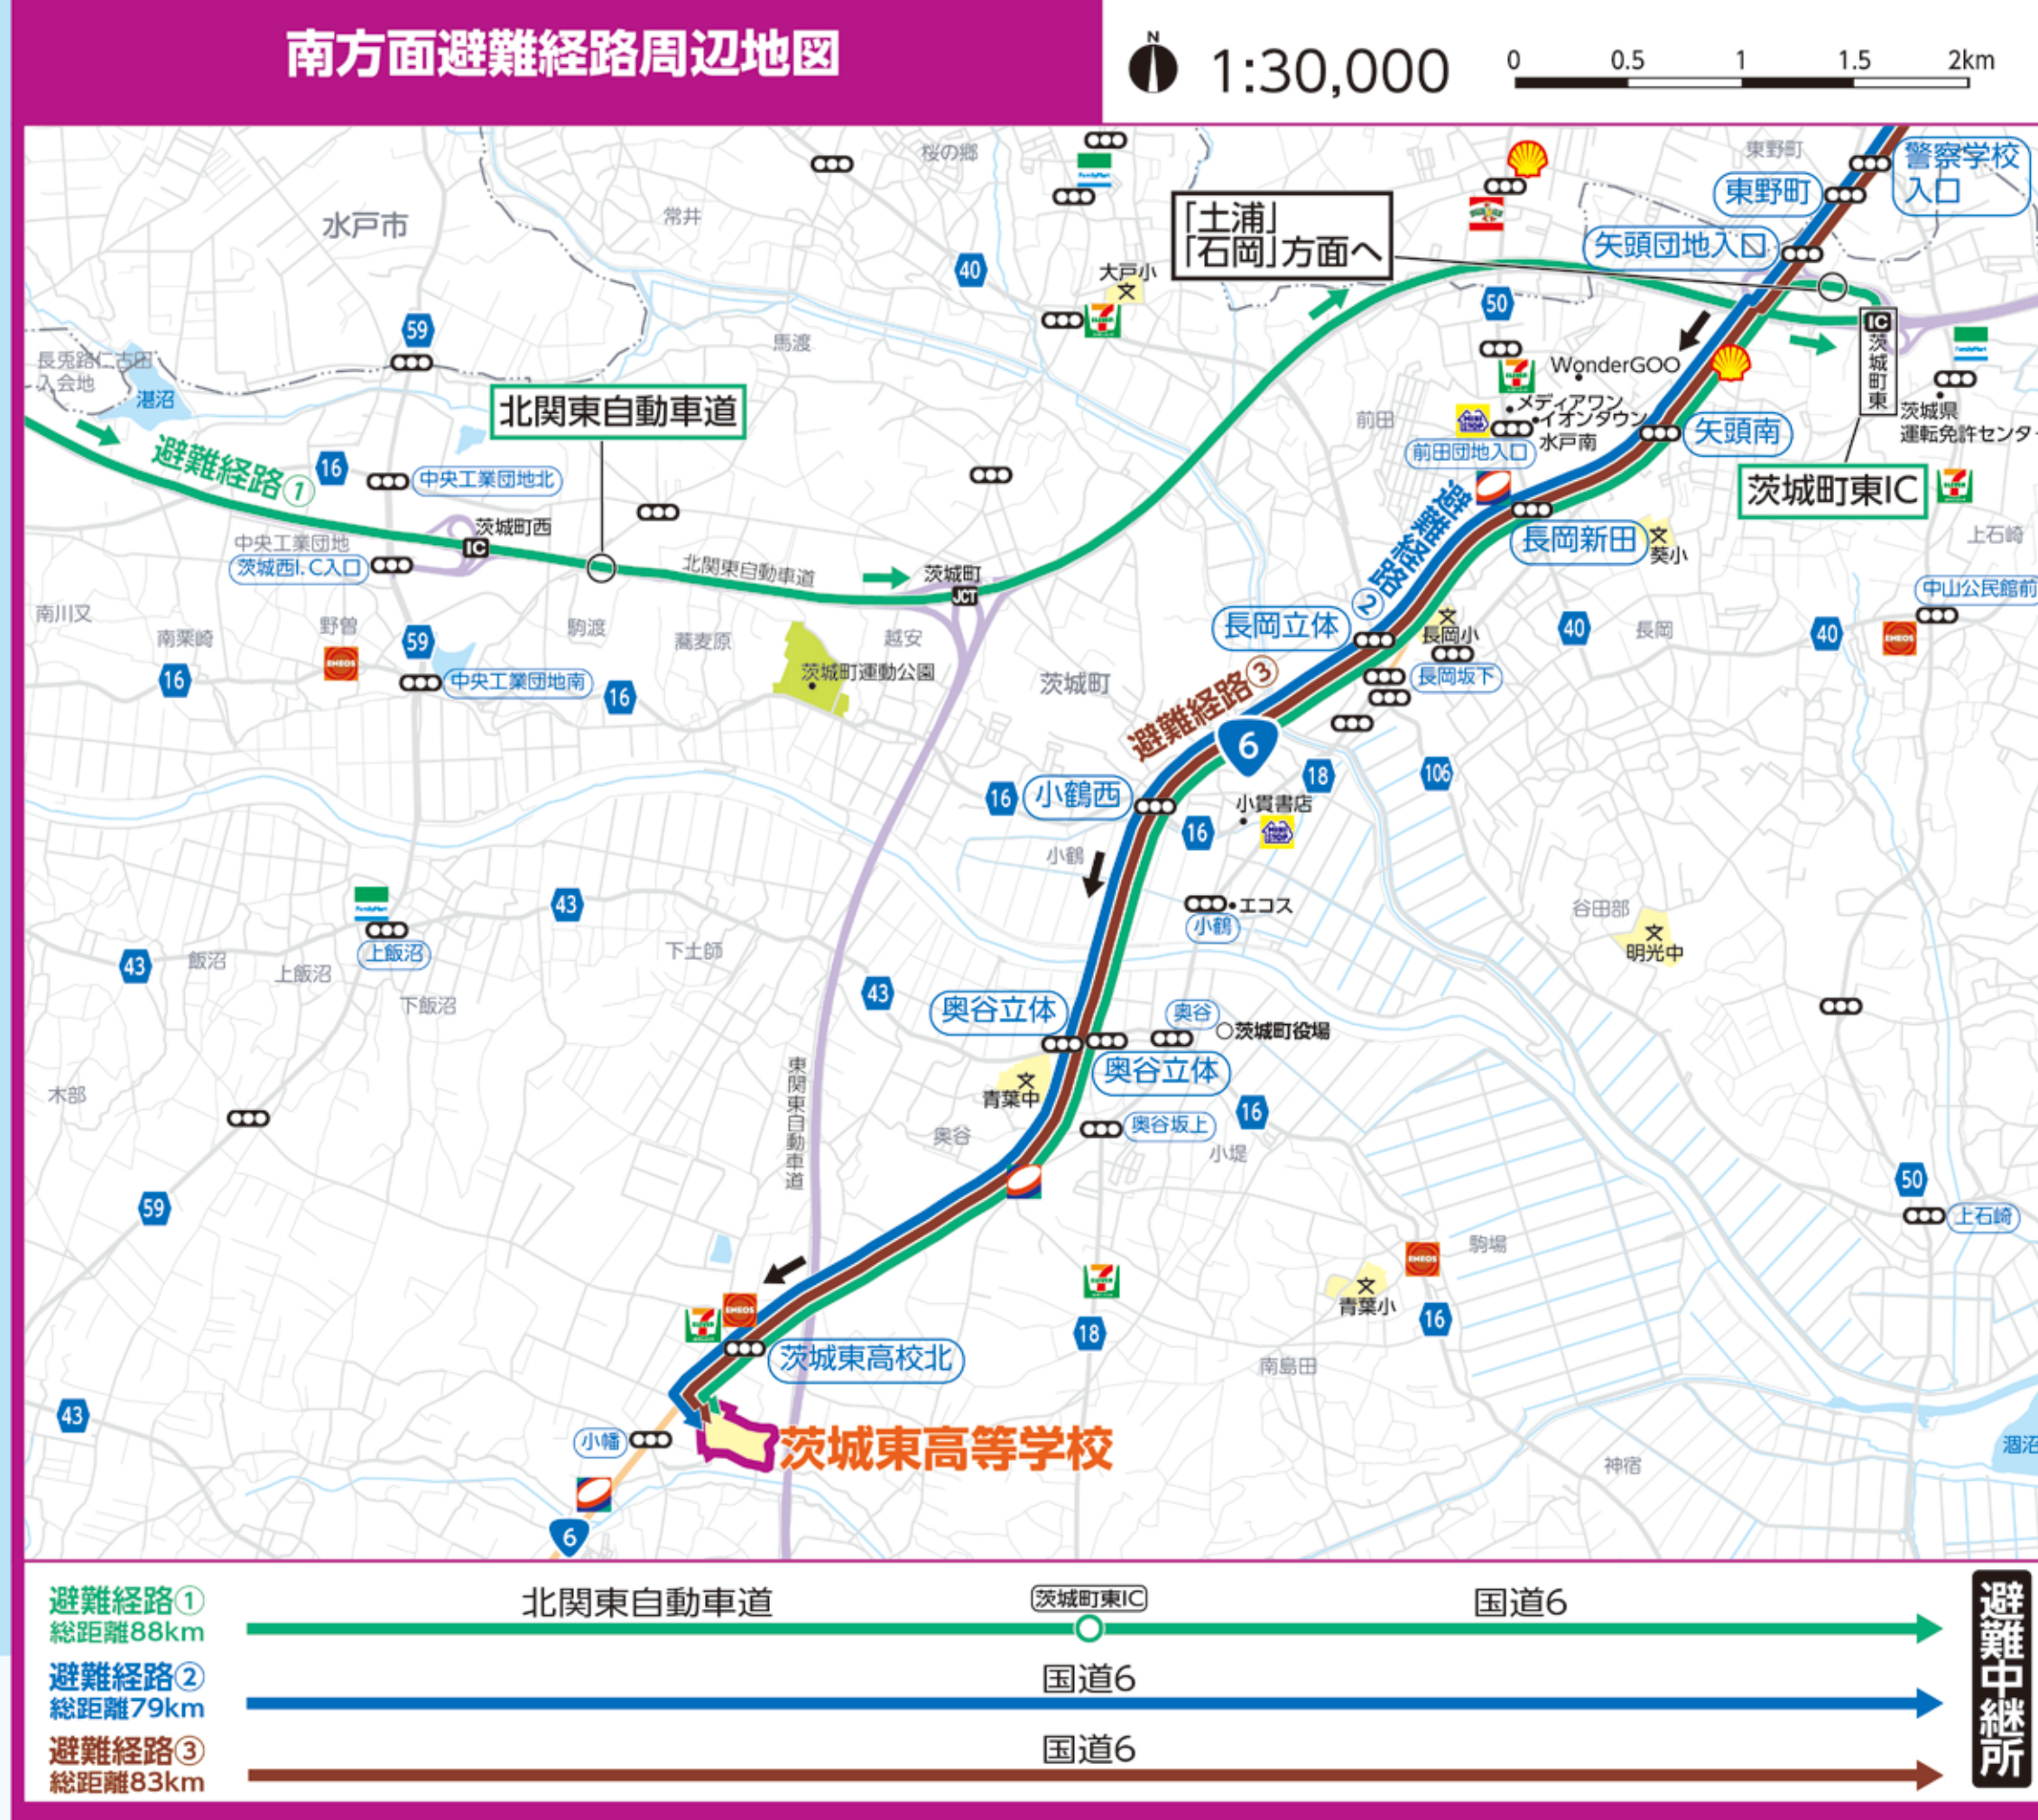 南方面避難経路周辺地図
N
1:30,000
0 0.5 1 1.5 2km
桜の郷
FamilyMart
東野町
警察学校
入口
東野町
水戸市
常井
「土浦」
「石岡」方面へ
矢頭団地入口
40
大戸小
文
50
59
馬渡
IC
茨城町東
長兎路仁古田
入会地
湛沼
WonderGOO
FamilyMart
北関東自動車道
前田
メディアワン
イオンタウン
水戸南
茨城県
運転免許センター
矢頭南
前田団地入口
避難経路①
16
中央工業団地北
茨城町東IC
避難経路②
長岡新田
文
葵小
上石崎
茨城町西
IC
中央工業団地
茨城西I.C入口
北関東自動車道
茨城町
JCT
中山公民館前
南川又
南栗崎
野曽
59
駒渡
蕎麦原
越安
長岡立体
文
長岡小
40
長岡
40
ENEOS
ENEOS
16
中央工業団地南
16
茨城町運動公園
茨城町
長岡坂下
避難経路③
6
16
小鶴西
18
106
小貫書店
16
小鶴
43
エコス
小鶴
谷田部
文
明光中
FamilyMart
上飯沼
43
飯沼
上飯沼
下飯沼
下土師
43
奥谷立体
奥谷
茨城町役場
奥谷立体
文
青葉中
東関東自動車道
木部
奥谷
奥谷坂上
16
小堤
59
50
上石崎
駒場
ENEOS
文
青葉小
16
ENEOS
18
茨城東高校北
南島田
43
小幡
茨城東高等学校
涸沼
神宿
6
避難経路①
総距離88km
北関東自動車道
茨城町東IC
国道6
避難経路②
総距離79km
国道6
避難経路③
総距離83km
国道6
避難中継所